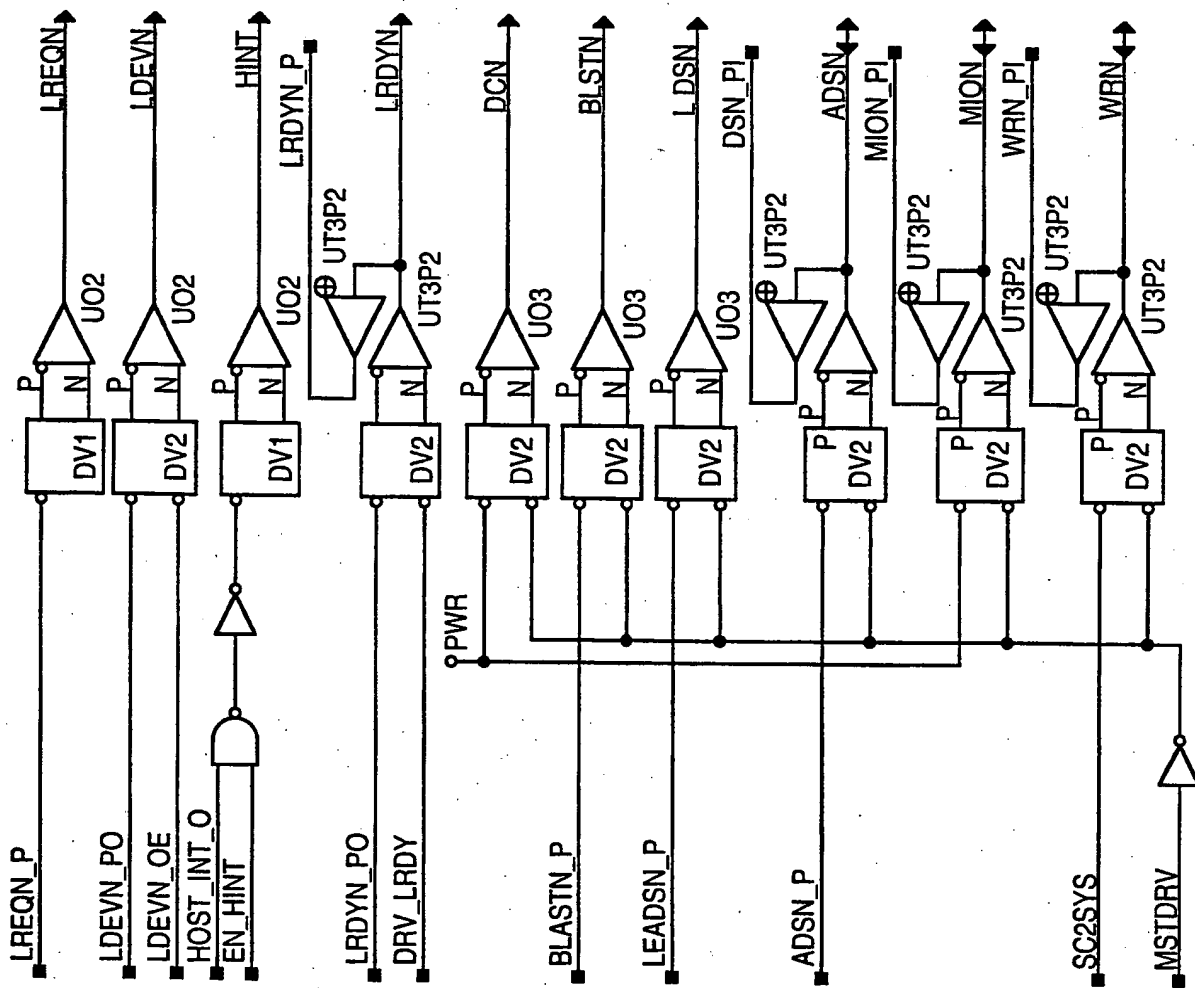 LREQN_P
P
N
DV1
UO2
LREQN
LDEVN_PO
LDEVN_OE
P
N
DV2
UO2
LDEVN
HOST_INT_O
EN_HINT
P
N
DV1
UO2
HINT
LRDYN_P
UT3P2
LRDYN_PO
DRV_LRDY
P
N
DV2
UT3P2
LRDYN
PWR
P
N
DV2
UO3
DCN
BLASTN_P
P
N
DV2
UO3
BLSTN
LEADSN_P
P
N
DV2
UO3
LDSN
DSN_PI
UT3P2
ADSN_P
P
P
N
DV2
ADSN
MION_PI
UT3P2
P
P
N
DV2
UT3P2
MION
WRN_PI
UT3P2
SC2SYS
P
P
N
DV2
UT3P2
WRN
MSTDRV